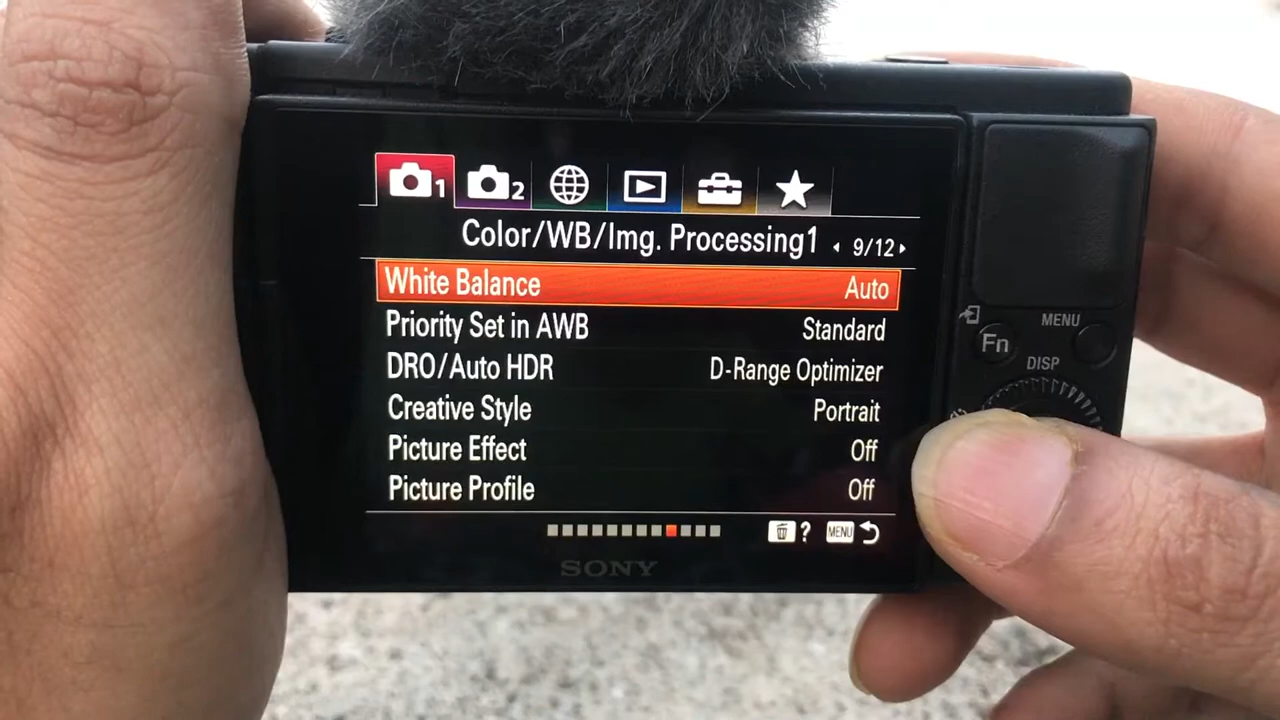 1 2
Color/WB/Img. Processing1 9/12
White Balance Auto
Priority Set in AWB Standard
DRO/Auto HDR D-Range Optimizer
Creative Style Portrait
Picture Effect Off
Picture Profile Off
? MENU
SONY
MENU
Fn
DISP